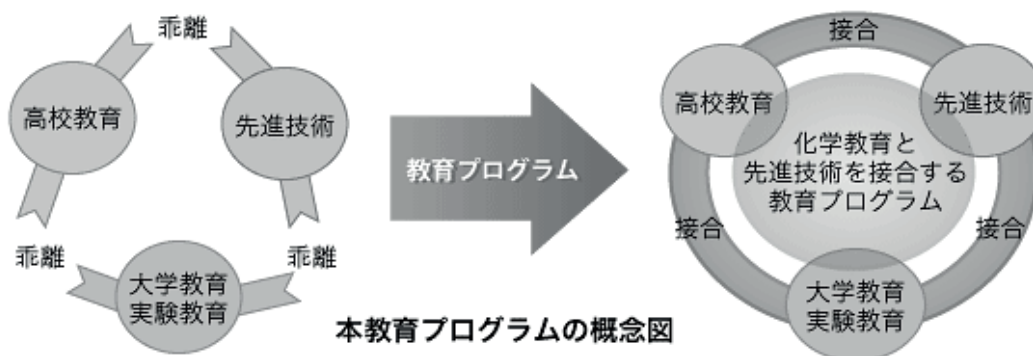 乖離
高校教育
先進技術
乖離
乖離
大学教育
実験教育
教育プログラム
接合
高校教育
先進技術
化学教育と
先進技術を接合する
教育プログラム
接合
接合
大学教育
実験教育
本教育プログラムの概念図